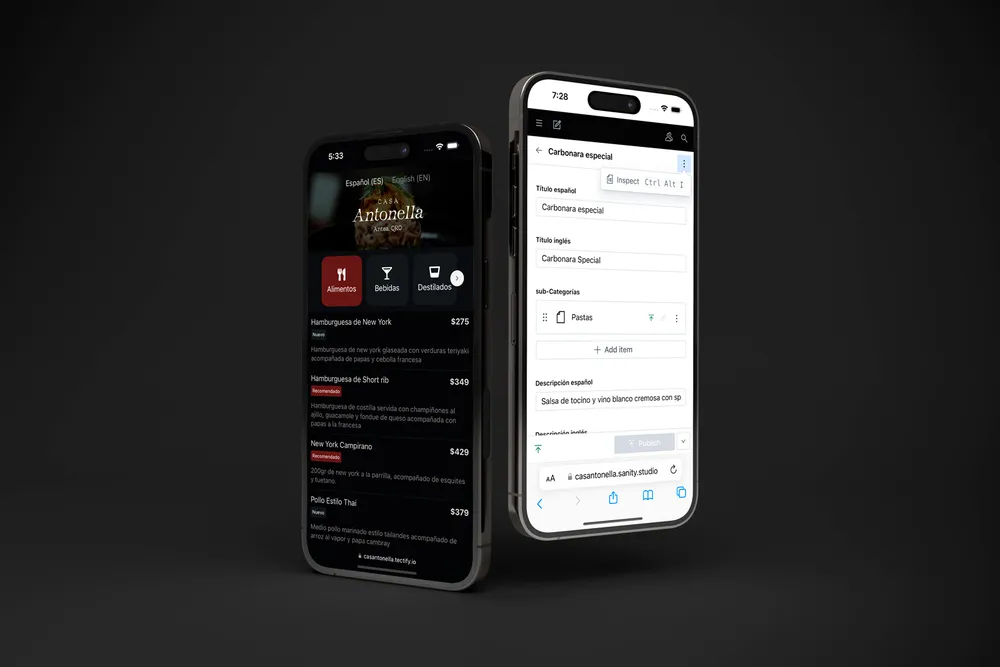 5:33
Español (ES) English (EN)
CASA
Antonella
Antea, QRO
Alimentos
Bebidas
Destilados
Hamburguesa de New York $275
Nuevo
Hamburguesa de new york glaseada con verduras teriyaki
acompañada de papas y cebolla francesa
Hamburguesa de Short rib $349
Recomendado
Hamburguesa de costilla servida con champiñones al
ajillo, guacamole y fondue de queso acompañada con
papas a la francesa
New York Campirano $429
Recomendado
200gr de new york a la parrilla, acompañado de esquites
y tuetano.
Pollo Estilo Thai $379
Nuevo
Medio pollo marinado estilo tailandes acompañado de
arroz al vapor y papa cambray
casantonella.tectify.io
7:28
Carbonara especial
Inspect Ctrl Alt I
Título español
Carbonara especial
Título inglés
Carbonara Special
sub-Categorías
Pastas
Add item
Descripción español
Salsa de tocino y vino blanco cremosa con sp
Descripción inglés
Publish
AA casantonella.sanity.studio